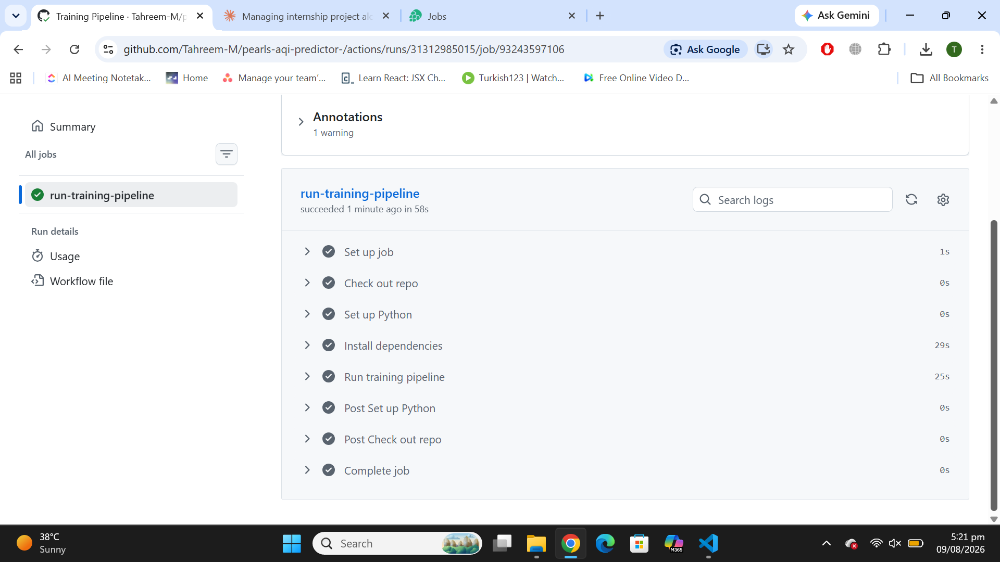 Training Pipeline · Tahreem-M/p
Managing internship project alo
Jobs
Ask Gemini
github.com/Tahreem-M/pearls-aqi-predictor-/actions/runs/31312985015/job/93243597106
Ask Google
T
AI Meeting Notetak...
Home
Manage your team'...
Learn React: JSX Ch...
Turkish123 | Watch...
Free Online Video D...
All Bookmarks
Summary
All jobs
run-training-pipeline
Run details
Usage
Workflow file
Annotations
1 warning
run-training-pipeline
succeeded 1 minute ago in 58s
Search logs
Set up job 1s
Check out repo 0s
Set up Python 0s
Install dependencies 29s
Run training pipeline 25s
Post Set up Python 0s
Post Check out repo 0s
Complete job 0s
38°C
Sunny
Search
M365
5:21 pm
09/08/2026